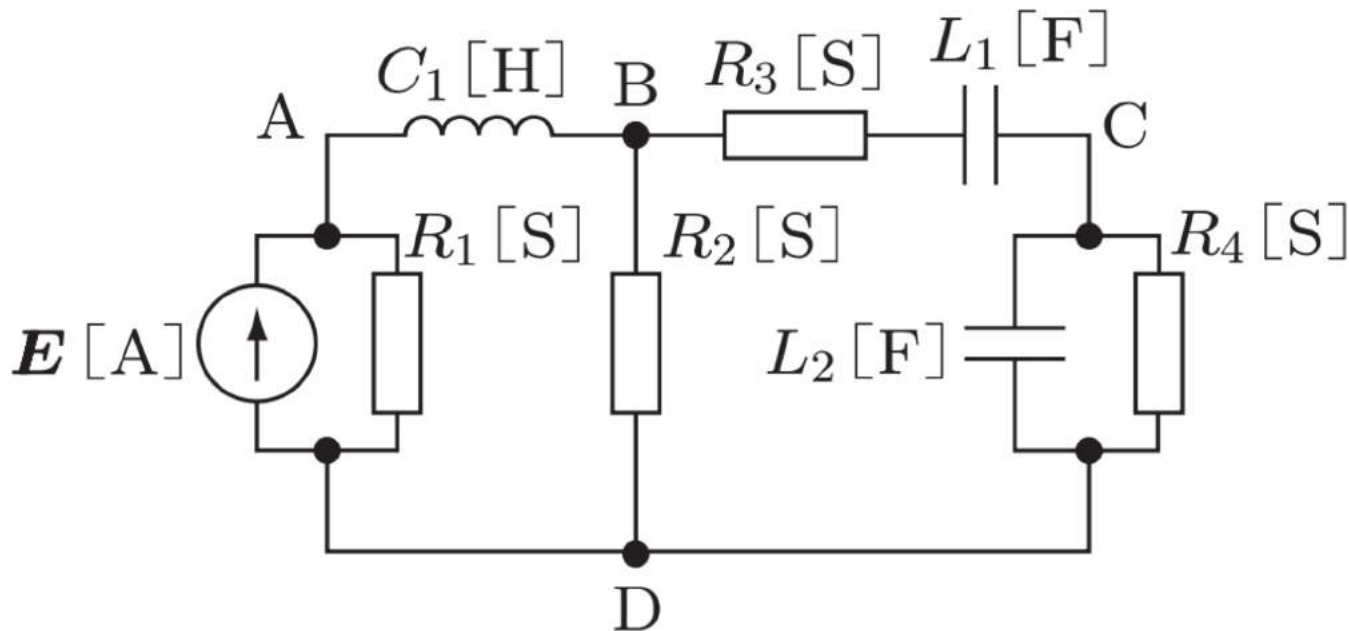 C₁ [H]
B
R₃ [S]
L₁ [F]
A
C
R₁ [S]
R₂ [S]
R₄ [S]
E [A]
L₂ [F]
D